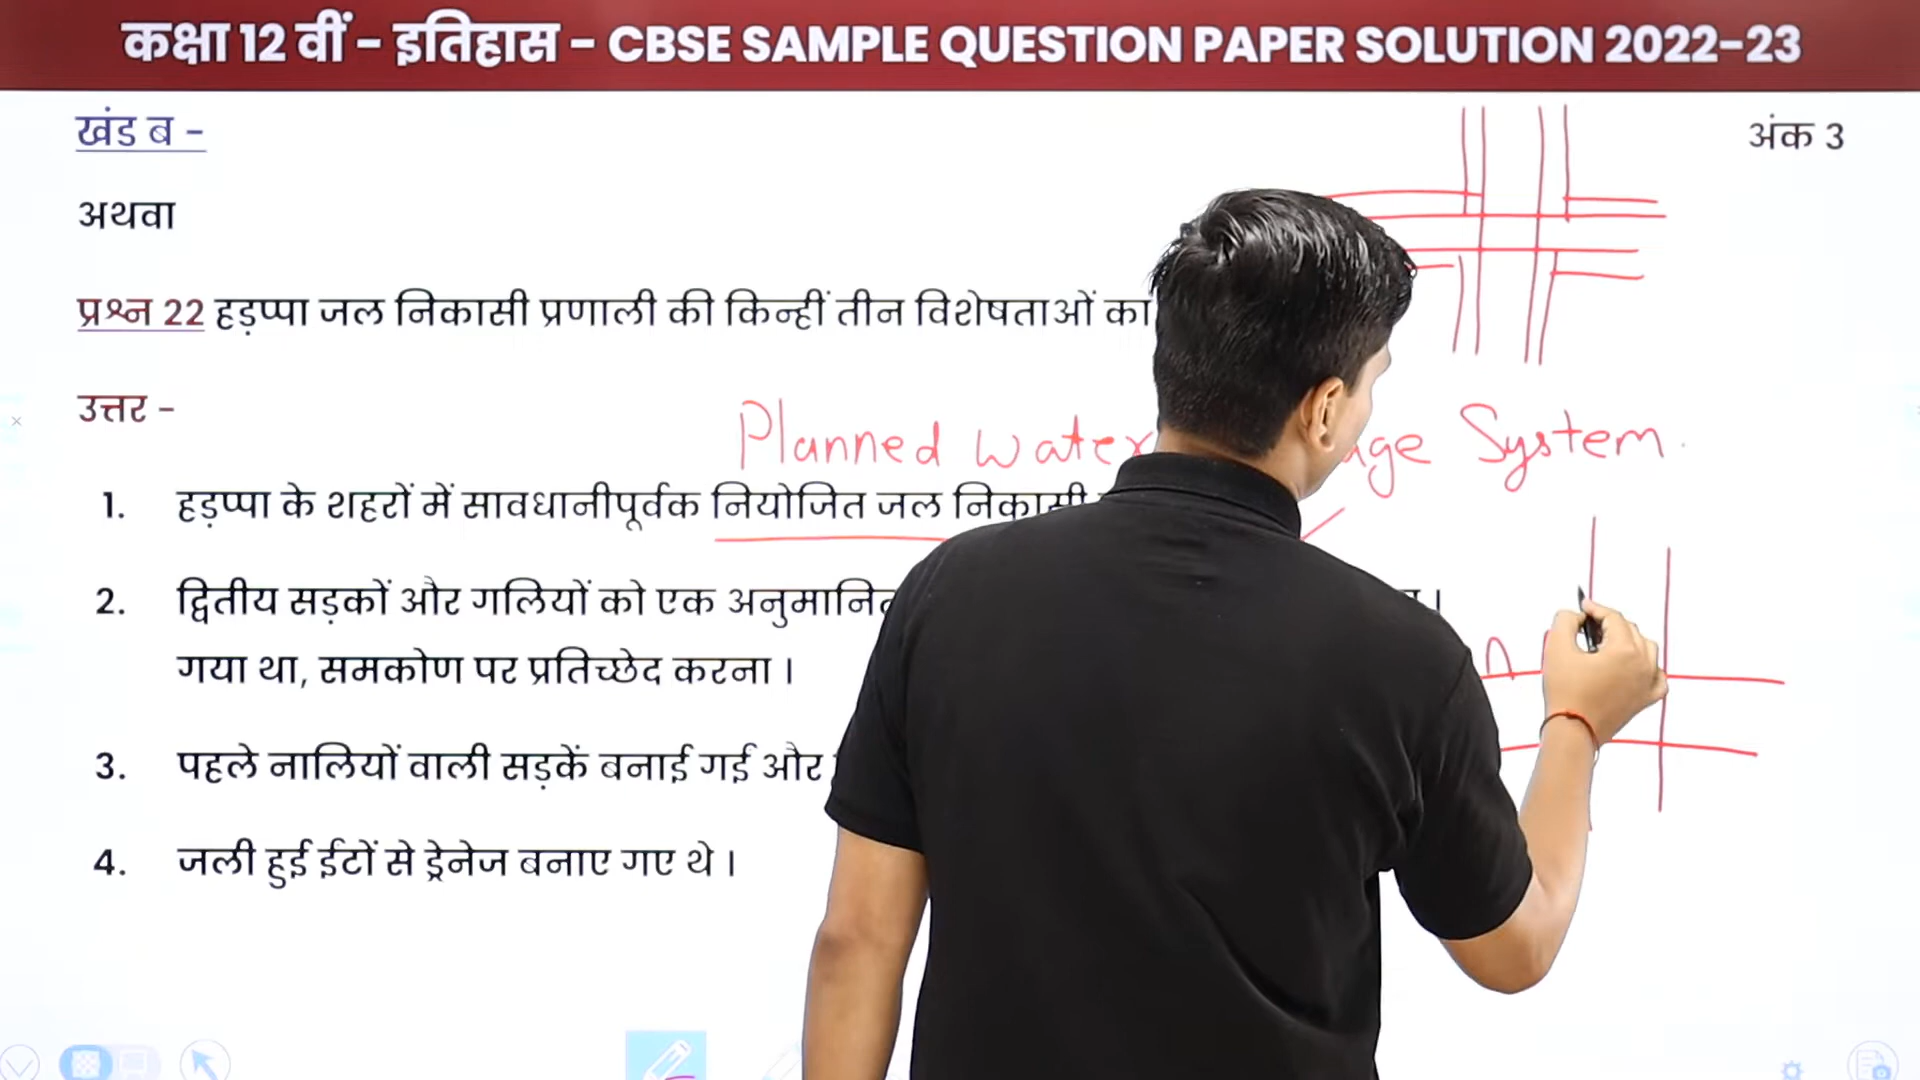 कक्षा 12 वीं - इतिहास - CBSE SAMPLE QUESTION PAPER SOLUTION 2022-23
खंड ब -
अंक 3
अथवा
प्रश्न 22 हड़प्पा जल निकासी प्रणाली की किन्हीं तीन विशेषताओं का
उत्तर -
Planned water System.
1. हड़प्पा के शहरों में सावधानीपूर्वक नियोजित जल निकासी
2. द्वितीय सड़कों और गलियों को एक अनुमानित
गया था, समकोण पर प्रतिच्छेद करना ।
3. पहले नालियों वाली सड़कें बनाई गई और
4. जली हुई ईटों से ड्रेनेज बनाए गए थे ।